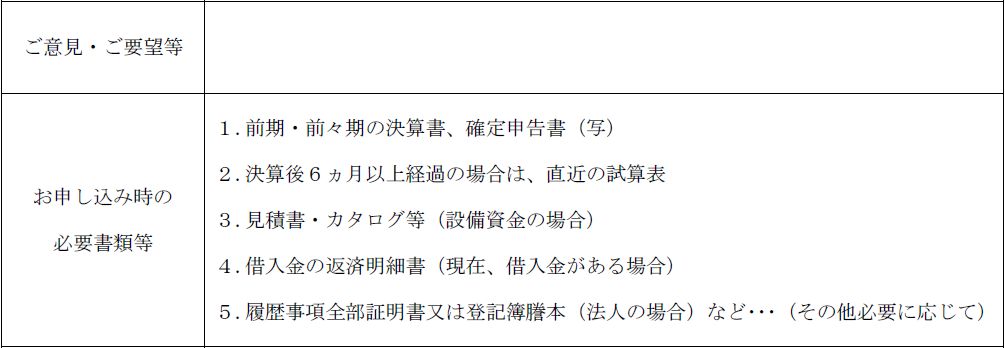 ご意見・ご要望等
お申し込み時の
必要書類等
１.前期・前々期の決算書、確定申告書（写）
２.決算後６ヵ月以上経過の場合は、直近の試算表
３.見積書・カタログ等（設備資金の場合）
４.借入金の返済明細書（現在、借入金がある場合）
５.履歴事項全部証明書又は登記簿謄本（法人の場合）など･･･（その他必要に応じて）